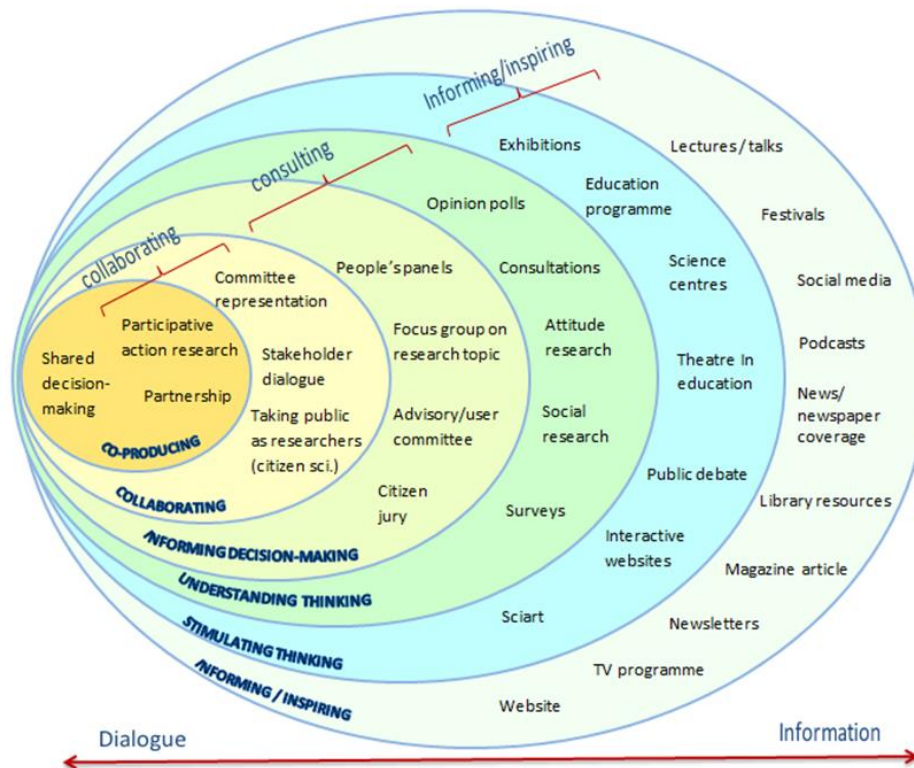 Informing/inspiring
consulting
collaborating
Exhibitions
Lectures / talks
Opinion polls
Education
programme
Festivals
People's panels
Consultations
Science
centres
Social media
Committee
representation
Participative
action research
Shared
decision-
making
Partnership
Stakeholder
dialogue
Taking public
as researchers
(citizen sci.)
Focus group on
research topic
Advisory/user
committee
Citizen
jury
Attitude
research
Social
research
Surveys
Theatre In
education
Public debate
Interactive
websites
Sciart
Podcasts
News/
newspaper
coverage
Library resources
Magazine article
Newsletters
TV programme
Website
CO-PRODUCING
COLLABORATING
INFORMING DECISION-MAKING
UNDERSTANDING THINKING
STIMULATING THINKING
INFORMING / INSPIRING
Dialogue
Information